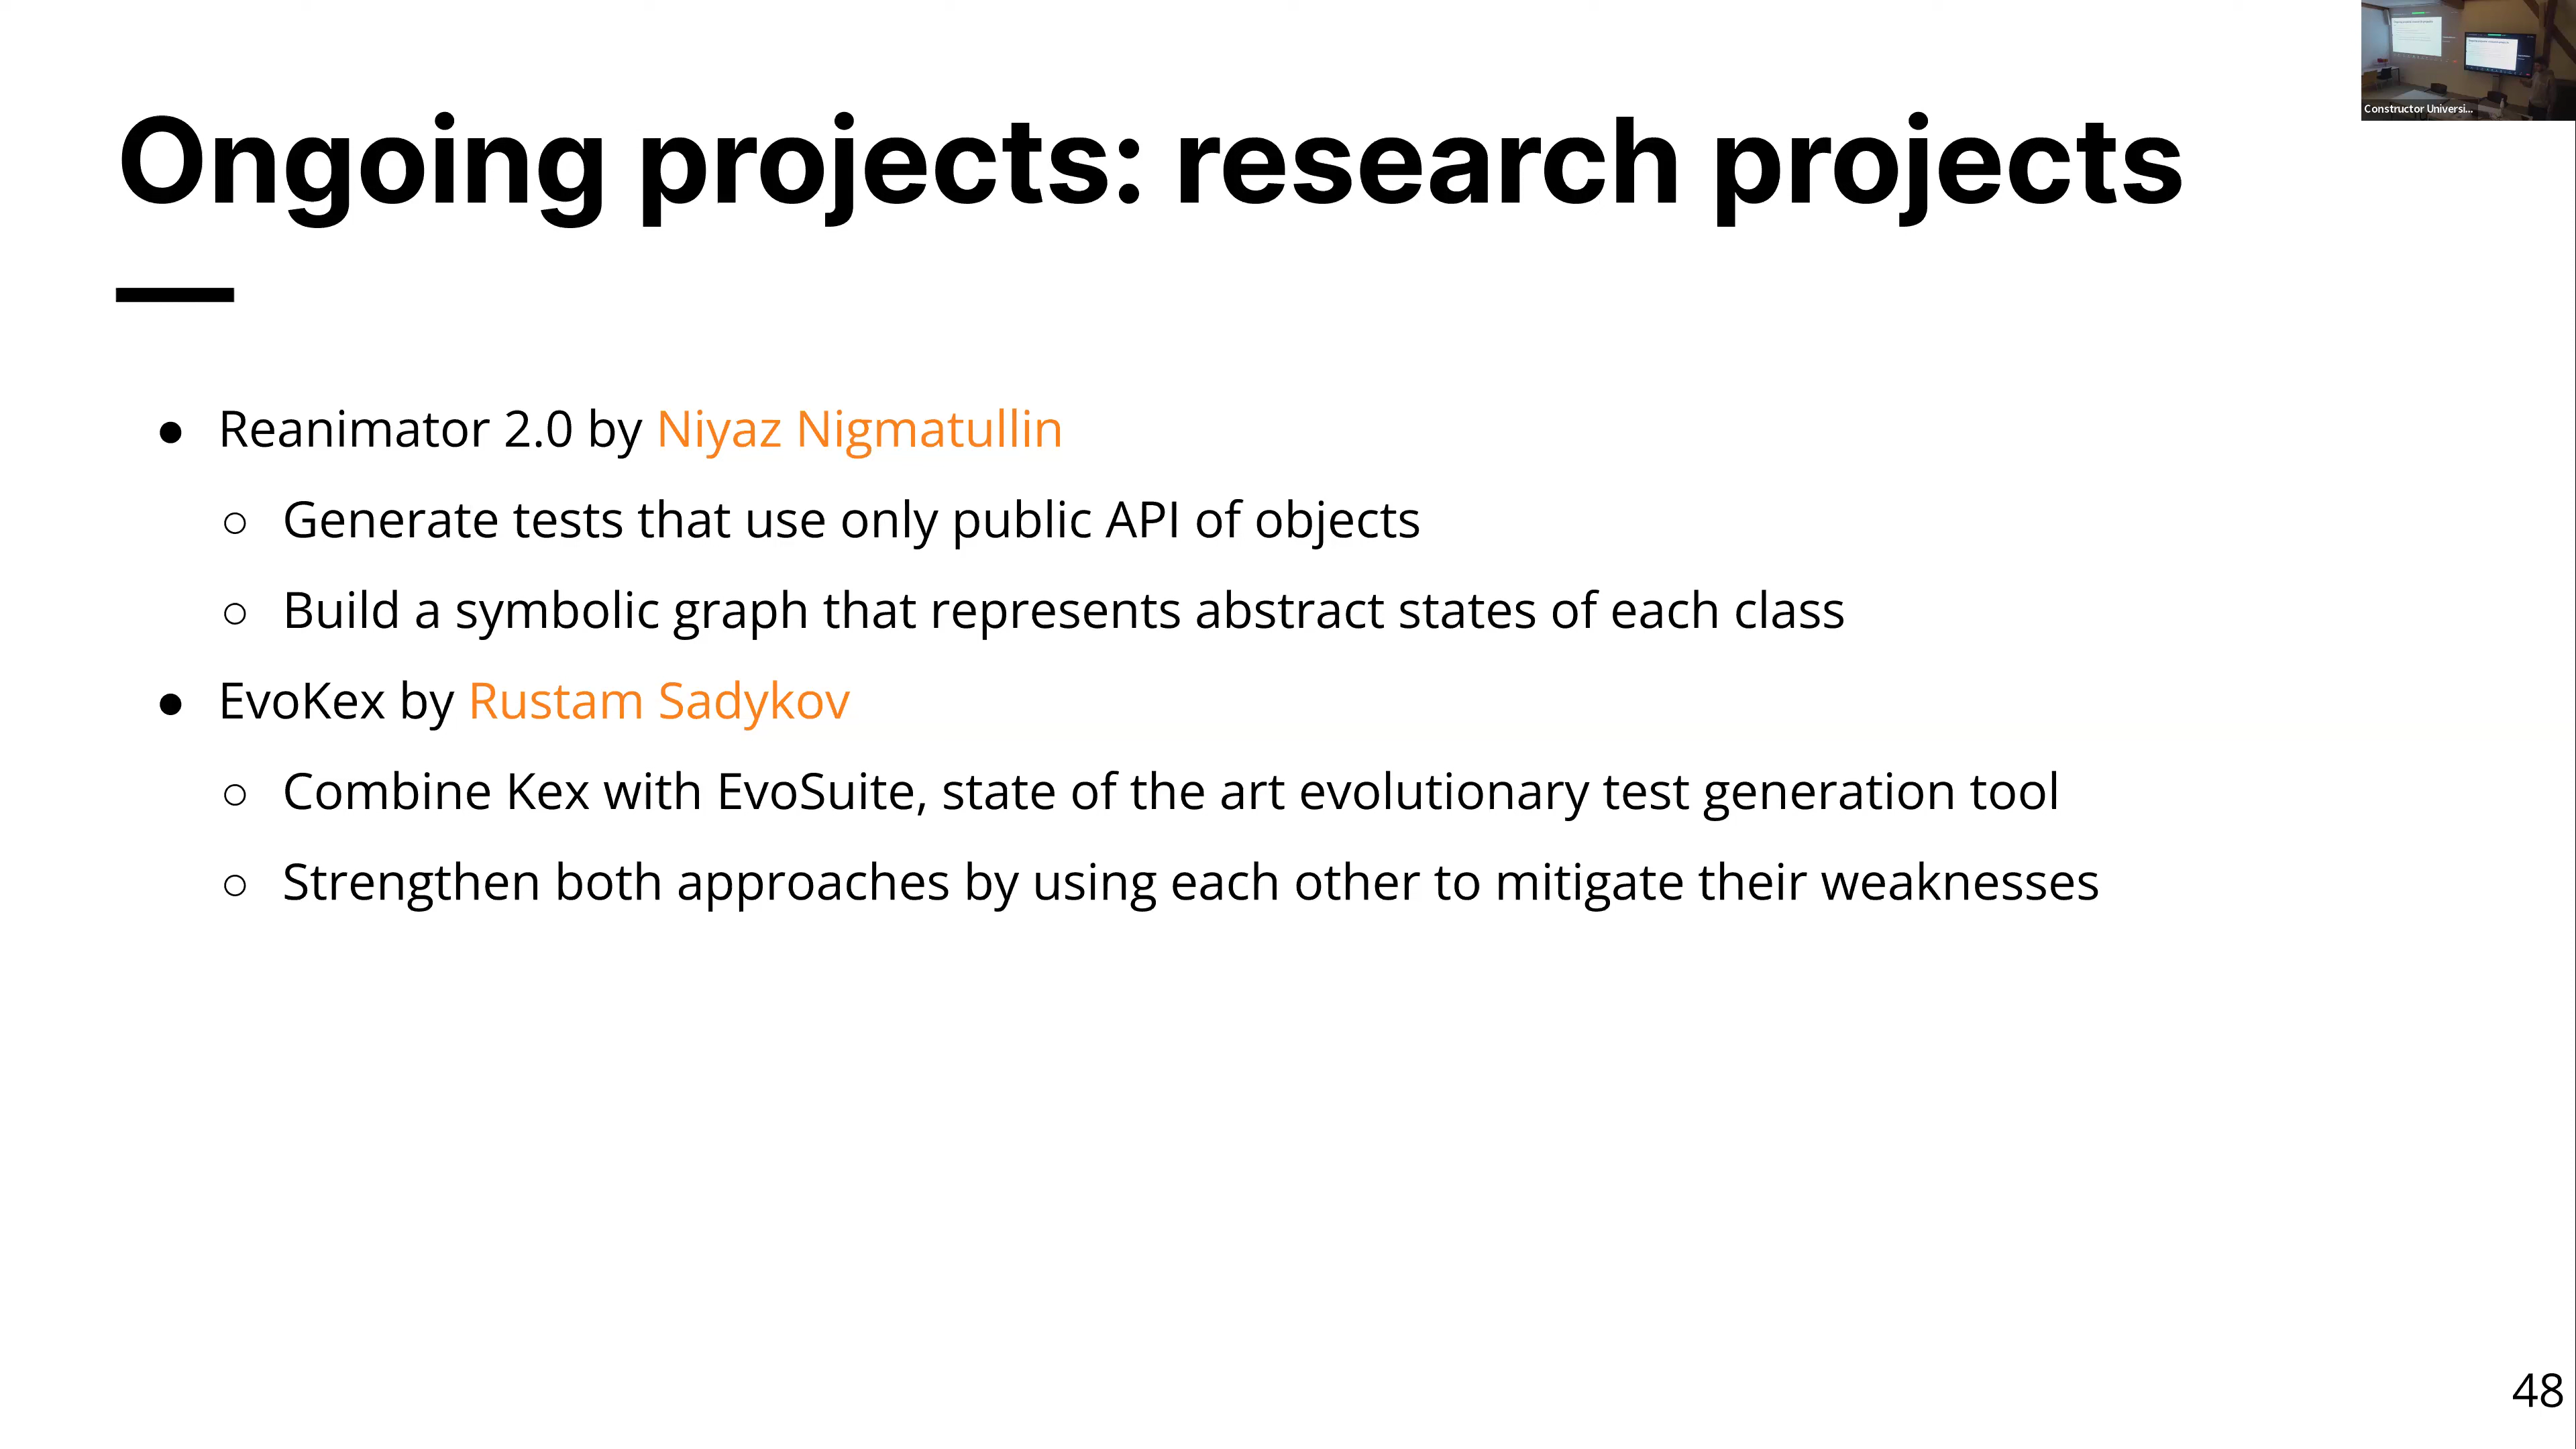 Constructor Universi...
Ongoing projects: research projects
● Reanimator 2.0 by Niyaz Nigmatullin
○ Generate tests that use only public API of objects
○ Build a symbolic graph that represents abstract states of each class
● EvoKex by Rustam Sadykov
○ Combine Kex with EvoSuite, state of the art evolutionary test generation tool
○ Strengthen both approaches by using each other to mitigate their weaknesses
48